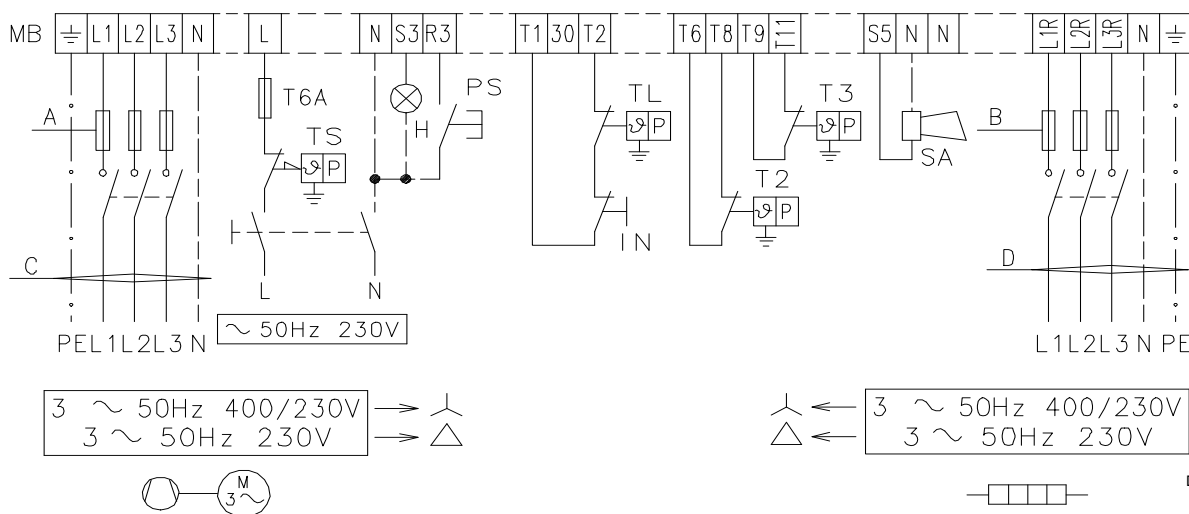 MB L1 L2 L3 N L N S3 R3 T1 30 T2 T6 T8 T9 T11 S5 N N L1R L2R L3R N
T6A PS TL T3
A H B
TS SA
ϑ P ϑ P ϑ P
T2
ϑ P
IN
C D
L N
PE L1 L2 L3 N ~ 50Hz 230V L1 L2 L3 N PE
3 ~ 50Hz 400/230V 3 ~ 50Hz 400/230V
3 ~ 50Hz 230V 3 ~ 50Hz 230V
M
3~